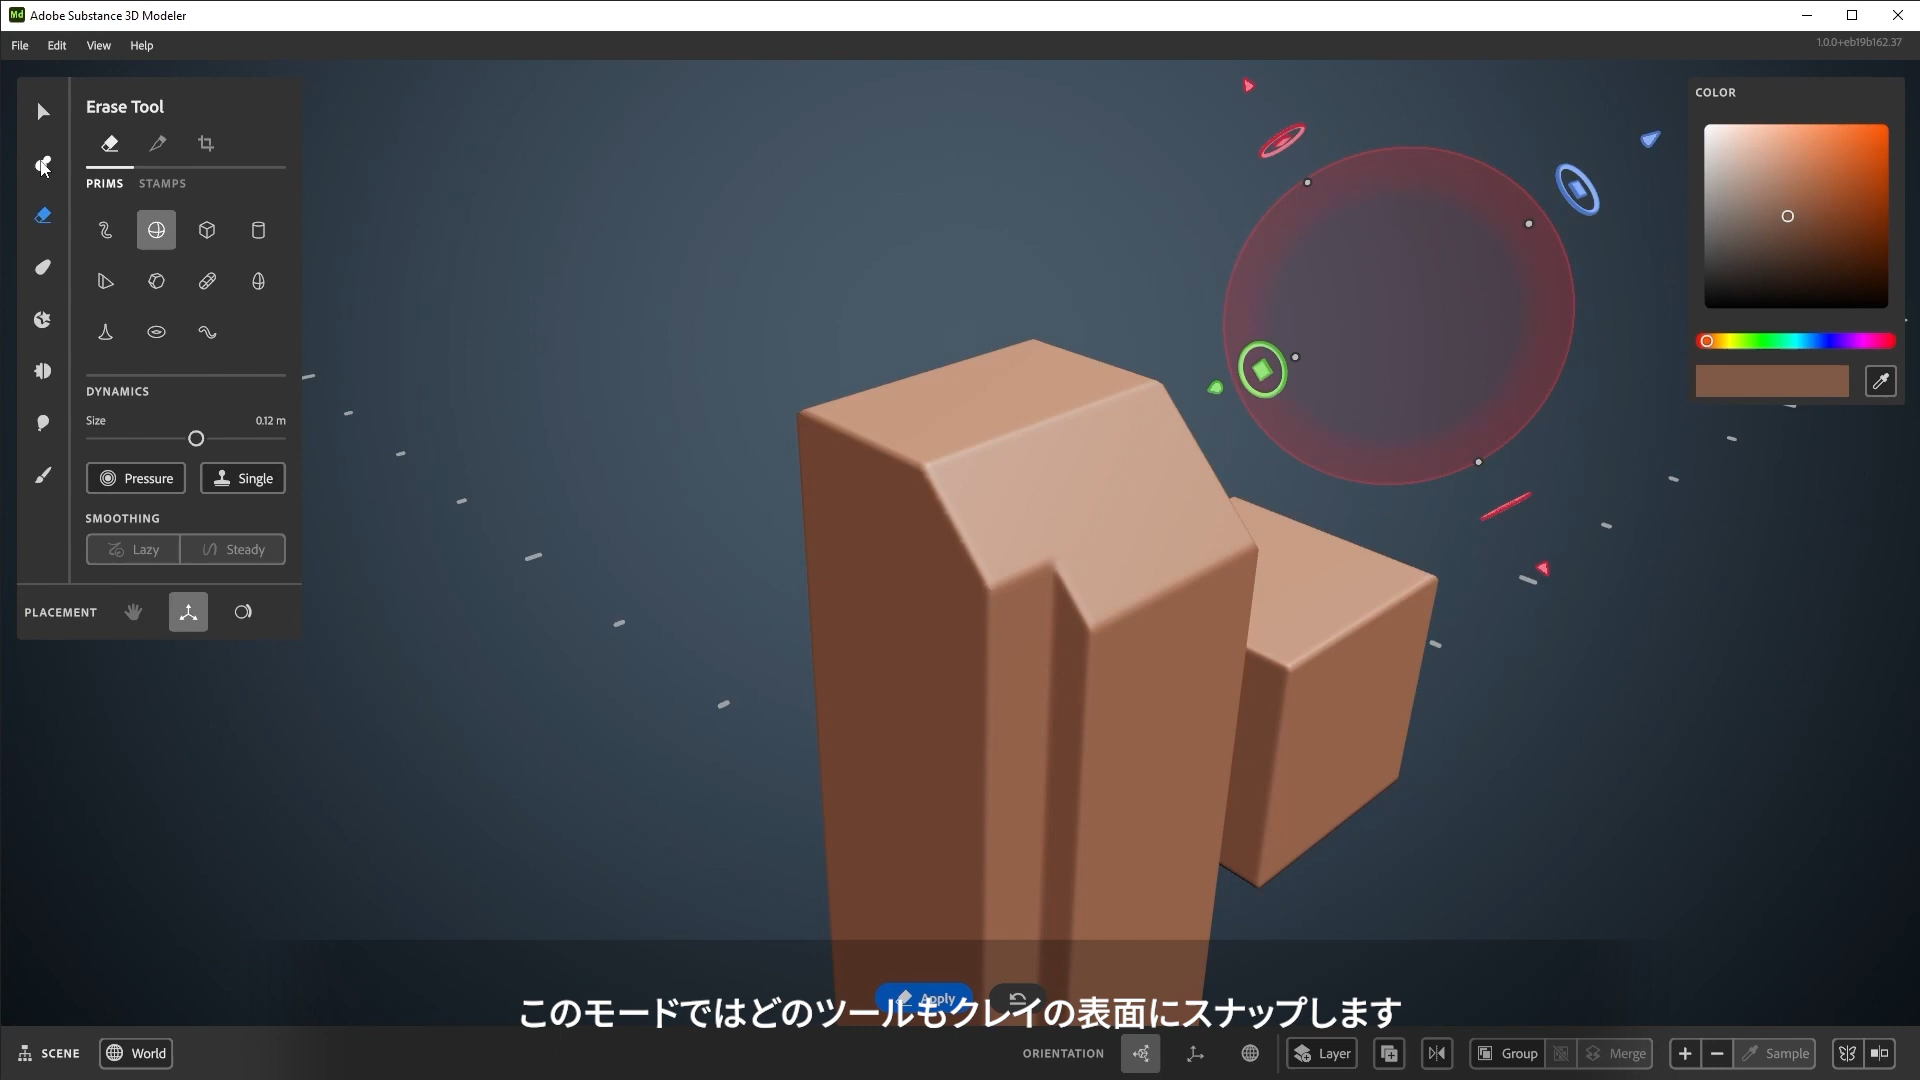 Adobe Substance 3D Modeler
File Edit View Help
1.0.0+eb19b162.37
Erase Tool
PRIMS STAMPS
DYNAMICS
Size 0.12 m
Pressure Single
SMOOTHING
Lazy Steady
PLACEMENT
COLOR
Apply
このモードではどのツールもクレイの表面にスナップします
SCENE World ORIENTATION Layer Group Merge Sample